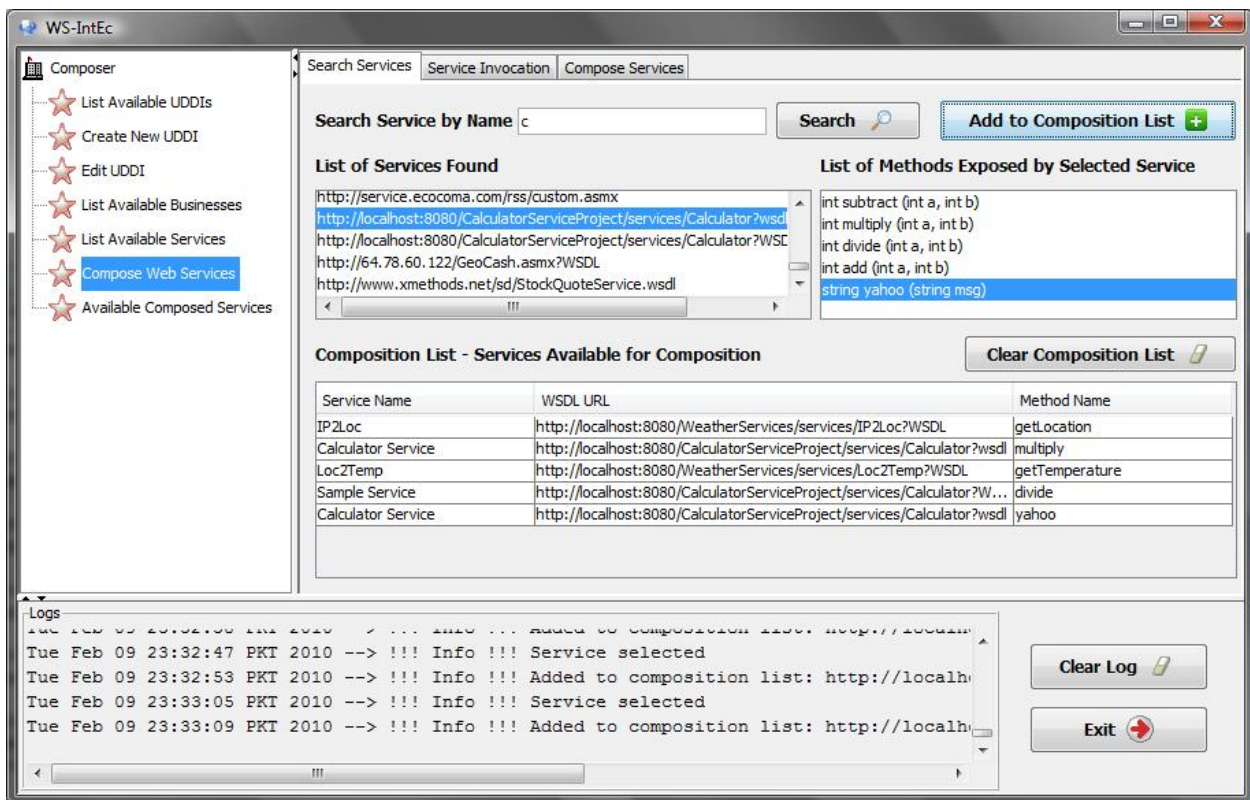 WS-IntEc
Composer
List Available UDDIs
Create New UDDI
Edit UDDI
List Available Businesses
List Available Services
Compose Web Services
Available Composed Services
Search Services Service Invocation Compose Services
Search Service by Name c Search Add to Composition List
List of Services Found
http://service.ecocoma.com/rss/custom.asmx
http://localhost:8080/CalculatorServiceProject/services/Calculator?wsdl
http://localhost:8080/CalculatorServiceProject/services/Calculator?WSD
http://64.78.60.122/GeoCash.asmx?WSDL
http://www.xmethods.net/sd/StockQuoteService.wsdl
List of Methods Exposed by Selected Service
int subtract (int a, int b)
int multiply (int a, int b)
int divide (int a, int b)
int add (int a, int b)
string yahoo (string msg)
Composition List - Services Available for Composition Clear Composition List
Service Name WSDL URL Method Name
IP2Loc http://localhost:8080/WeatherServices/services/IP2Loc?WSDL getLocation
Calculator Service http://localhost:8080/CalculatorServiceProject/services/Calculator?wsdl multiply
Loc2Temp http://localhost:8080/WeatherServices/services/Loc2Temp?WSDL getTemperature
Sample Service http://localhost:8080/CalculatorServiceProject/services/Calculator?W... divide
Calculator Service http://localhost:8080/CalculatorServiceProject/services/Calculator?wsdl yahoo
Logs
Tue Feb 09 23:32:47 PKT 2010 --> !!! Info !!! Service selected
Tue Feb 09 23:32:53 PKT 2010 --> !!! Info !!! Added to composition list: http://localh
Tue Feb 09 23:33:05 PKT 2010 --> !!! Info !!! Service selected
Tue Feb 09 23:33:09 PKT 2010 --> !!! Info !!! Added to composition list: http://localh
Clear Log
Exit